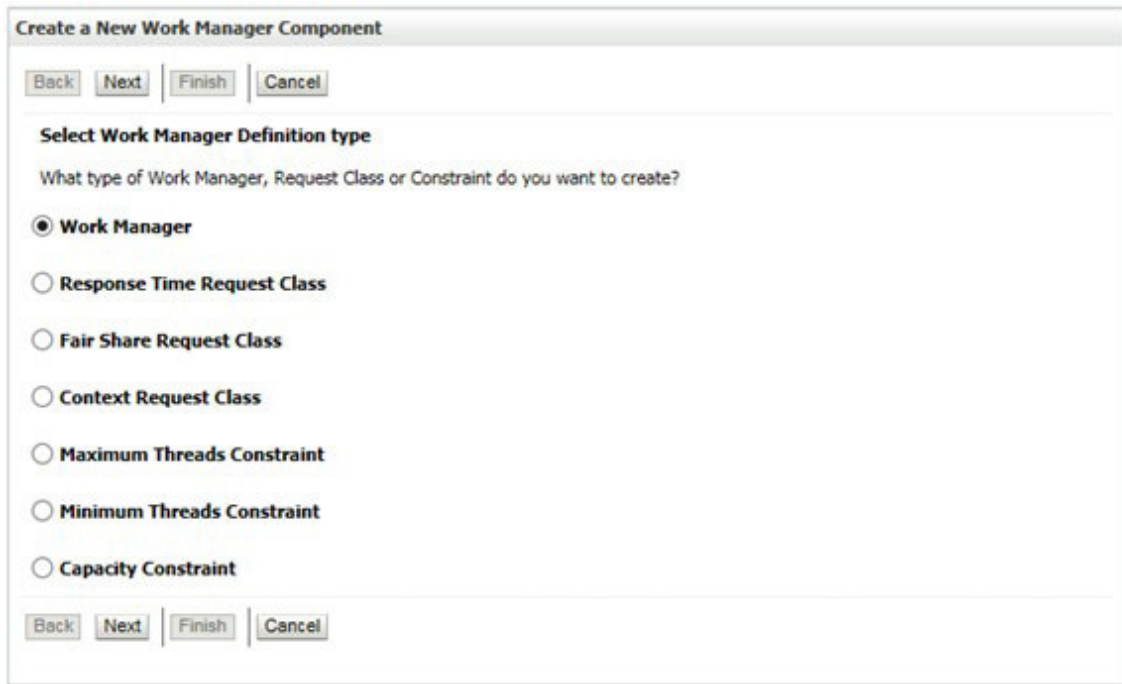 Create a New Work Manager Component
Back Next Finish Cancel
Select Work Manager Definition type
What type of Work Manager, Request Class or Constraint do you want to create?
Work Manager
Response Time Request Class
Fair Share Request Class
Context Request Class
Maximum Threads Constraint
Minimum Threads Constraint
Capacity Constraint
Back Next Finish Cancel